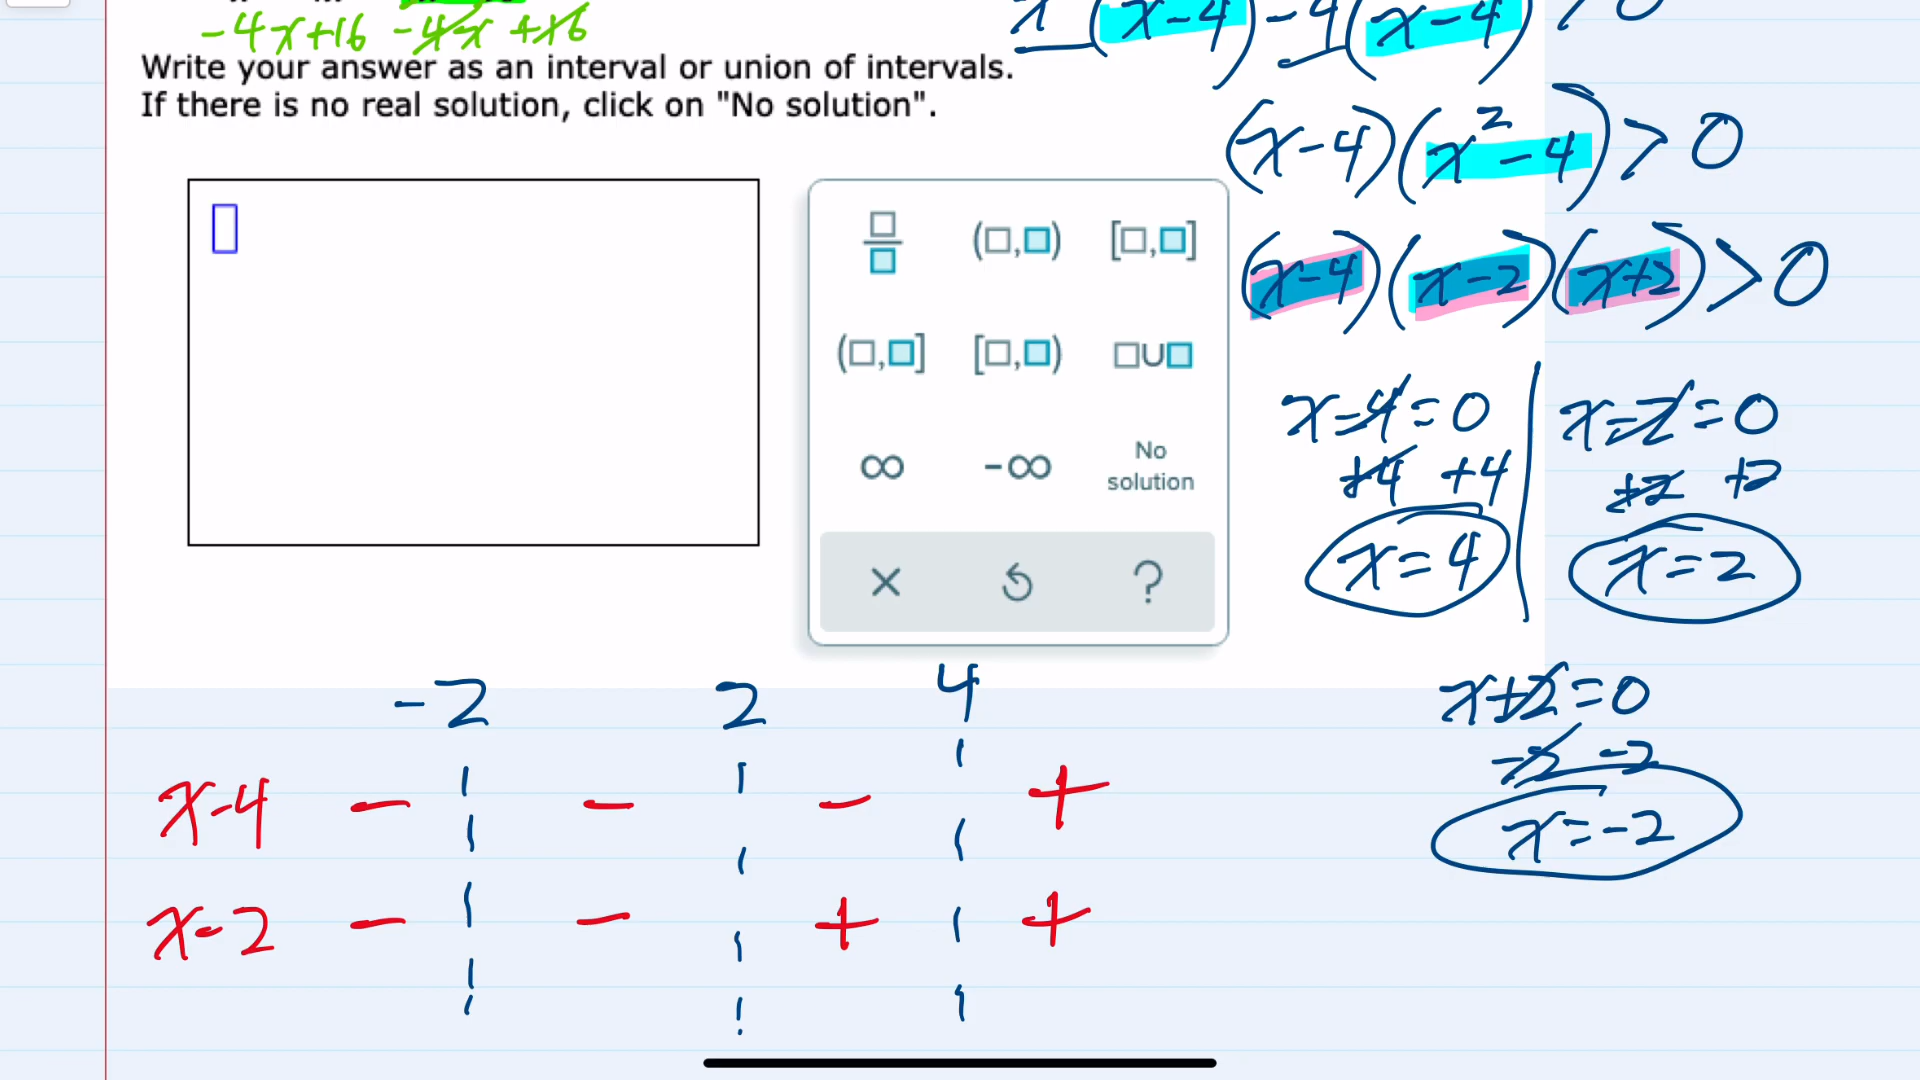 -4x+16 -4x +16
Write your answer as an interval or union of intervals.
If there is no real solution, click on "No solution".
(□,□) [□,□]
(□,□] [□,□) □∪□
∞ -∞ No solution
× ?
(x-4) -4(x-4) > 0
(x-4)(x²-4) > 0
(x-4)(x-2)(x+2) > 0
x-4=0
+4 +4
x=4
x-2=0
+2 +2
x=2
x+2=0
-2 -2
x=-2
-2 2 4
x-4 - - - +
x-2 - - + +